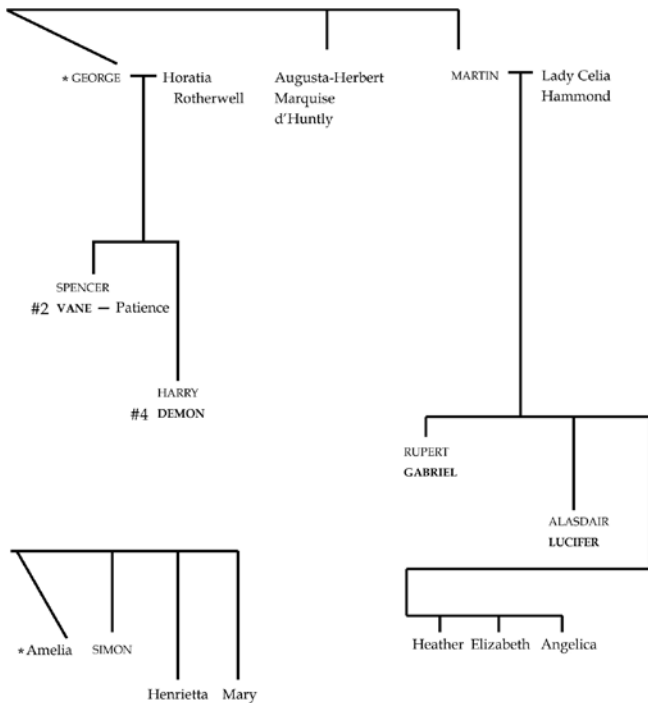 * GEORGE
Horatia
Rotherwell
Augusta-Herbert
Marquise
d'Huntly
MARTIN
Lady Celia
Hammond
SPENCER
#2 VANE — Patience
HARRY
#4 DEMON
RUPERT
GABRIEL
ALASDAIR
LUCIFER
Heather Elizabeth Angelica
*Amelia SIMON
Henrietta Mary